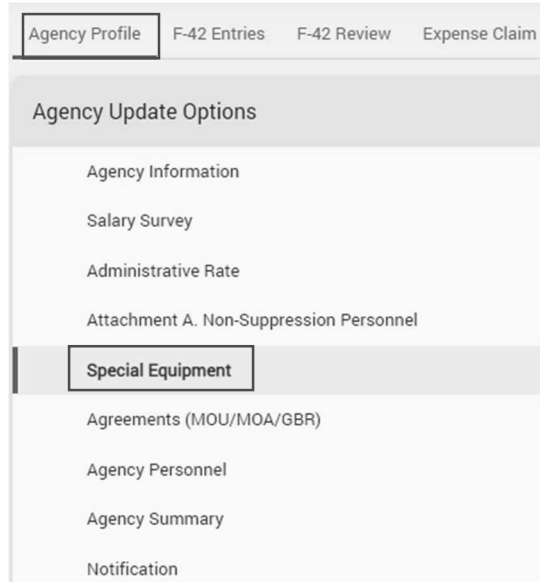 Agency Profile F-42 Entries F-42 Review Expense Claim
Agency Update Options
Agency Information
Salary Survey
Administrative Rate
Attachment A. Non-Suppression Personnel
Special Equipment
Agreements (MOU/MOA/GBR)
Agency Personnel
Agency Summary
Notification